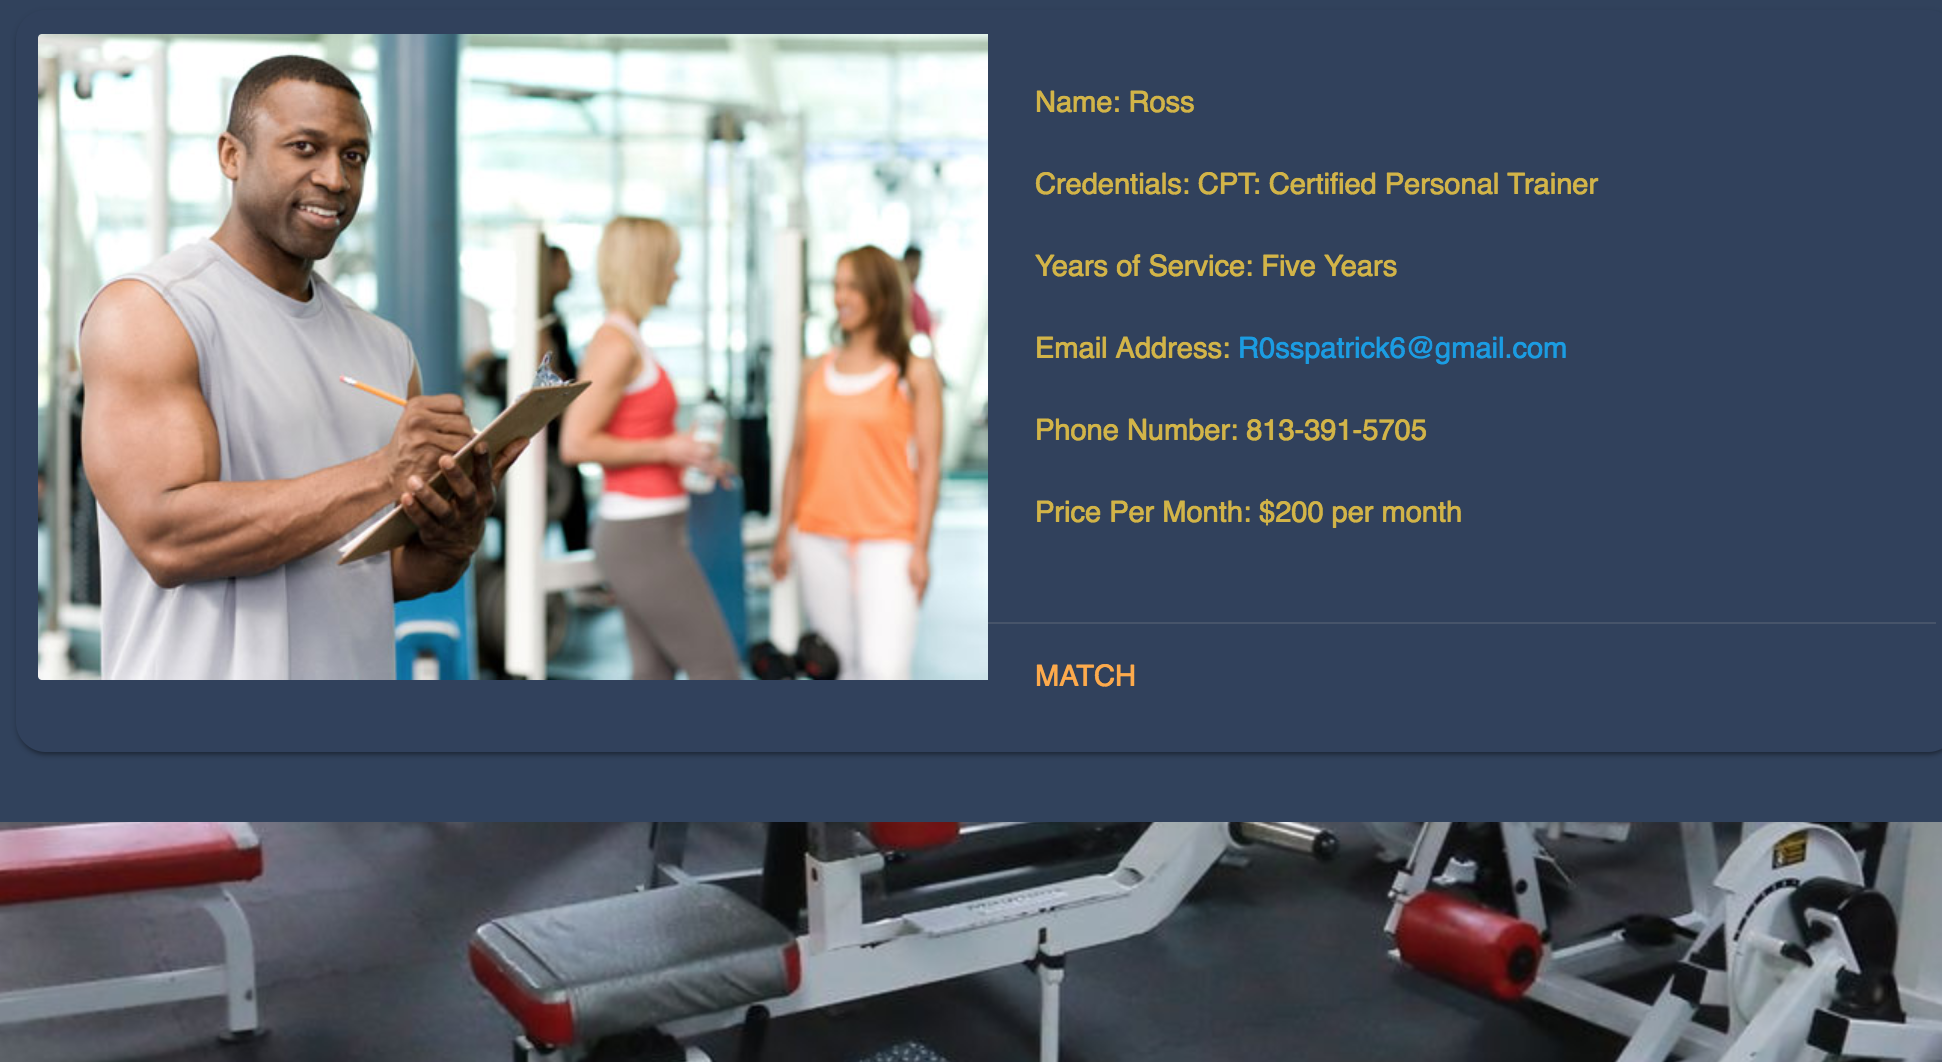 Name: Ross
Credentials: CPT: Certified Personal Trainer
Years of Service: Five Years
Email Address: R0sspatrick6@gmail.com
Phone Number: 813-391-5705
Price Per Month: $200 per month
MATCH